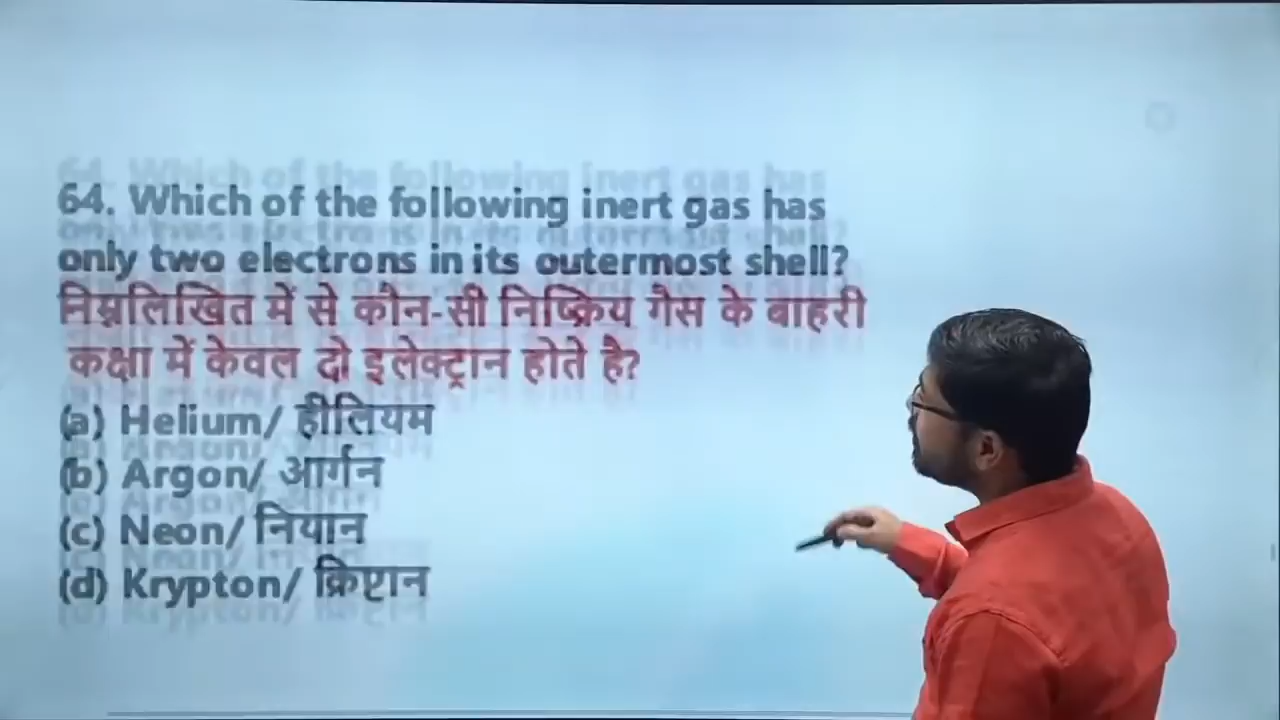 64. Which of the following inert gas has
only two electrons in its outermost shell?
निम्नलिखित में से कौन-सी निष्क्रिय गैस के बाहरी
कक्षा में केवल दो इलेक्ट्रान होते है?
(a) Helium/ हीलियम
(b) Argon/ आर्गन
(c) Neon/ नियान
(d) Krypton/ क्रिप्टान